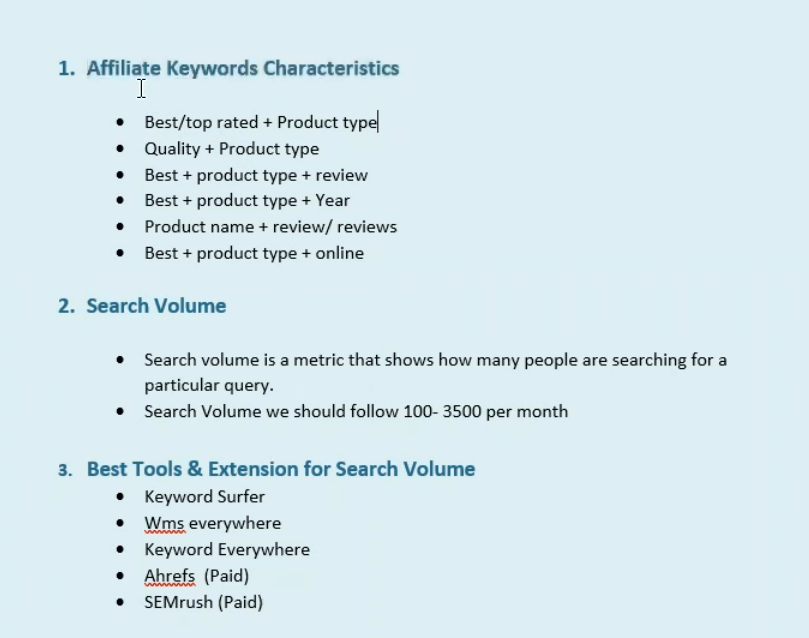 1. Affiliate Keywords Characteristics
• Best/top rated + Product type
• Quality + Product type
• Best + product type + review
• Best + product type + Year
• Product name + review/ reviews
• Best + product type + online
2. Search Volume
• Search volume is a metric that shows how many people are searching for a
particular query.
• Search Volume we should follow 100- 3500 per month
3. Best Tools & Extension for Search Volume
• Keyword Surfer
• Wms everywhere
• Keyword Everywhere
• Ahrefs  (Paid)
• SEMrush (Paid)